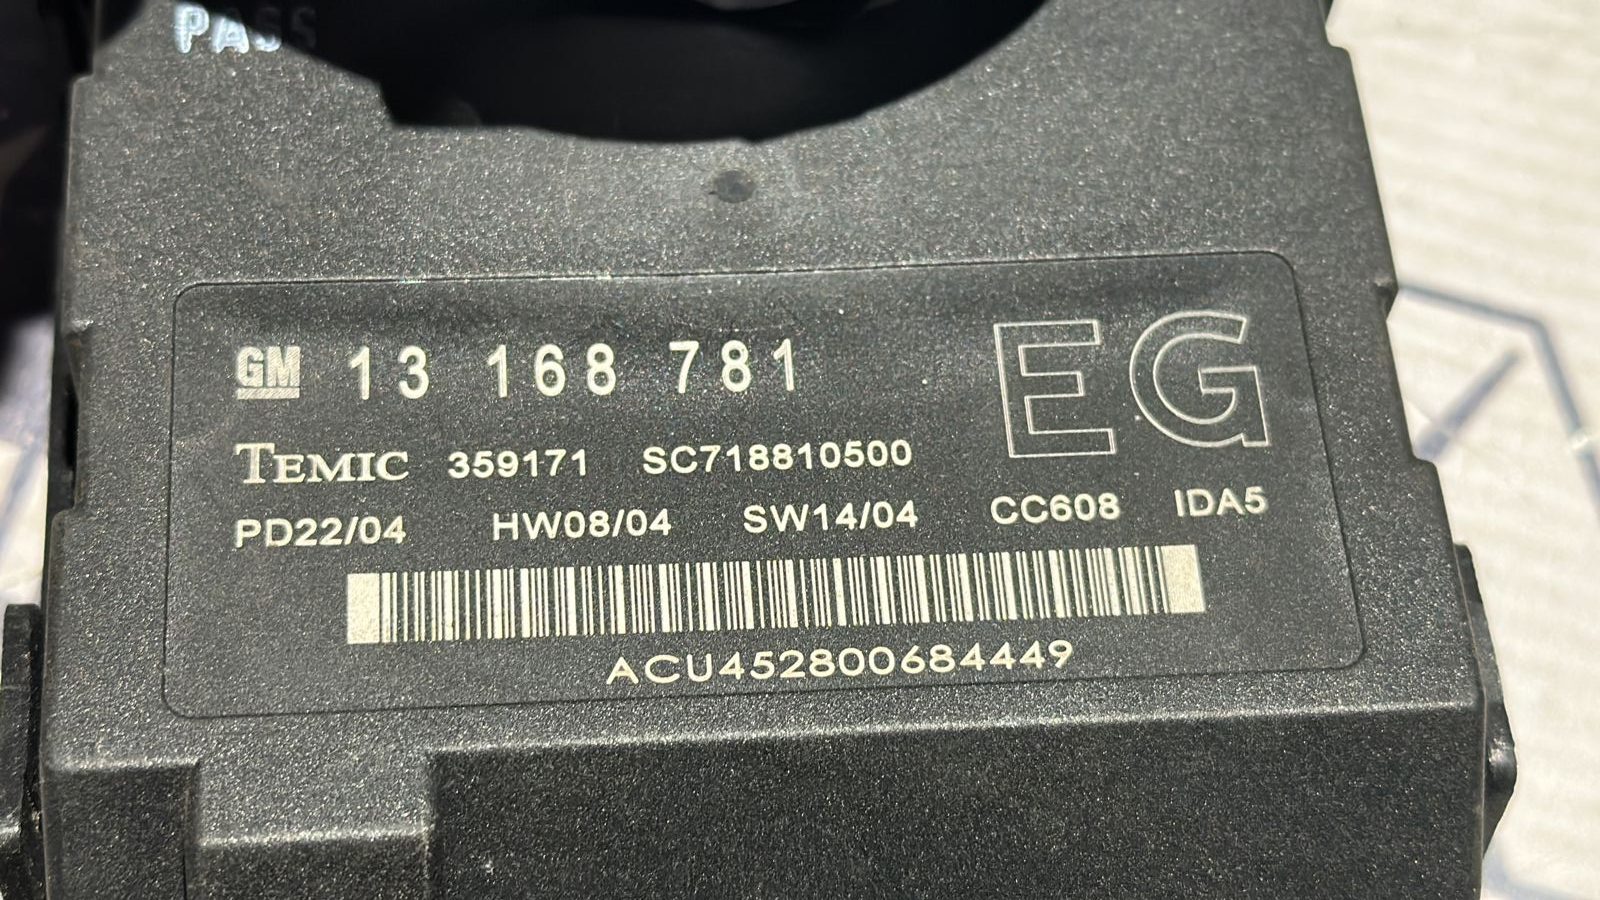 PASS
GM 13 168 781
EG
TEMIC 359171 SC718810500
PD22/04 HW08/04 SW14/04 CC608 IDA5
ACU452800684449